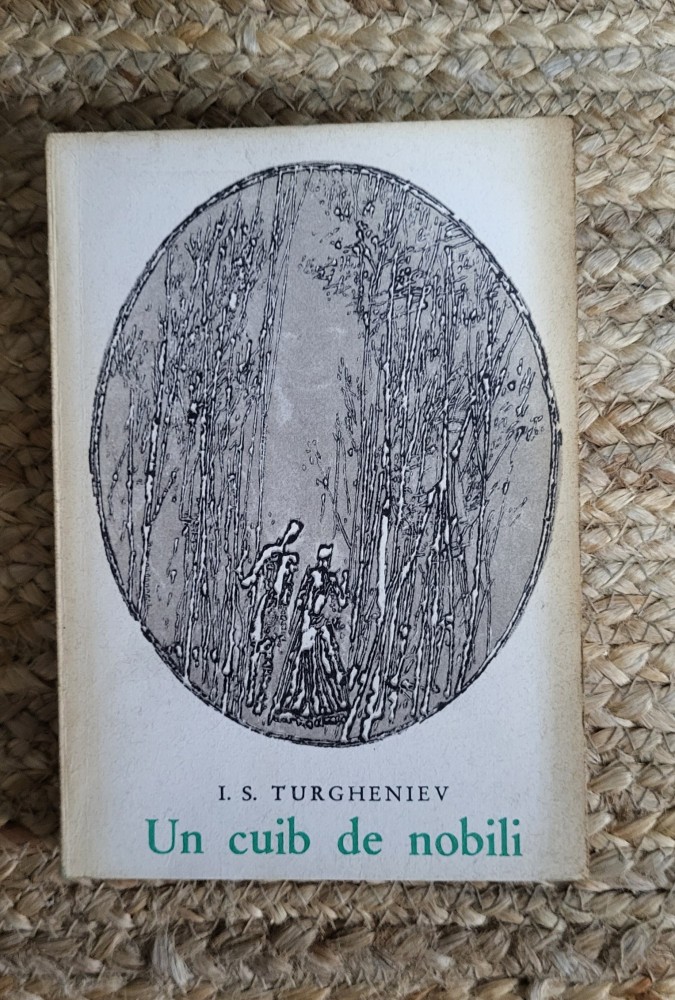 I. S. TURGHENIEV
Un cuib de nobili